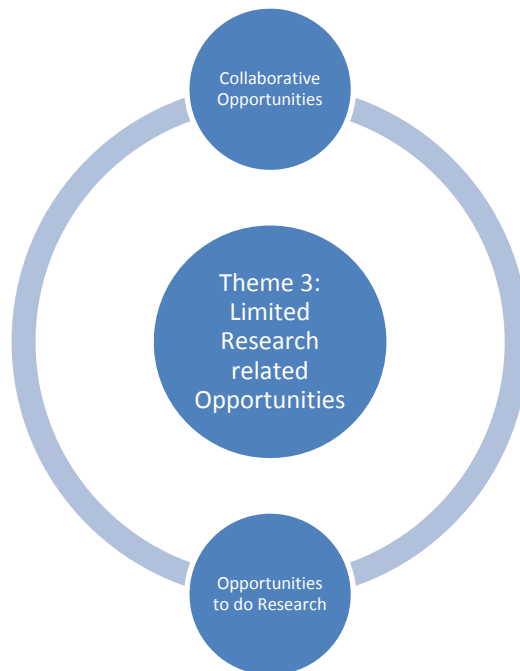 Collaborative
Opportunities
Theme 3:
Limited
Research
related
Opportunities
Opportunities
to do Research